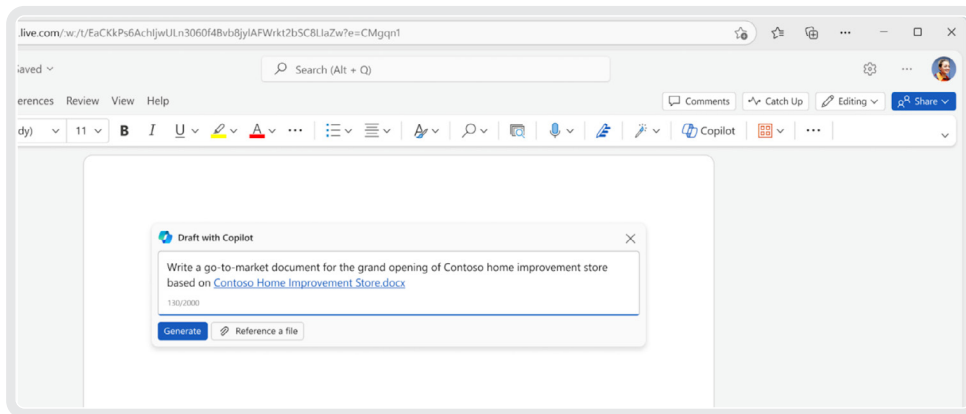 .live.com/:w:/t/EaCKkPs6AchIjwULn3060f4Bvb8jylAFWrkt2b5C8LIaZw?e=CMgqn1
Saved
Search (Alt + Q)
erences Review View Help
Comments Catch Up Editing Share
dy) 11 B I U A A Copilot
Draft with Copilot
Write a go-to-market document for the grand opening of Contoso home improvement store
based on Contoso Home Improvement Store.docx
130/2000
Generate Reference a file